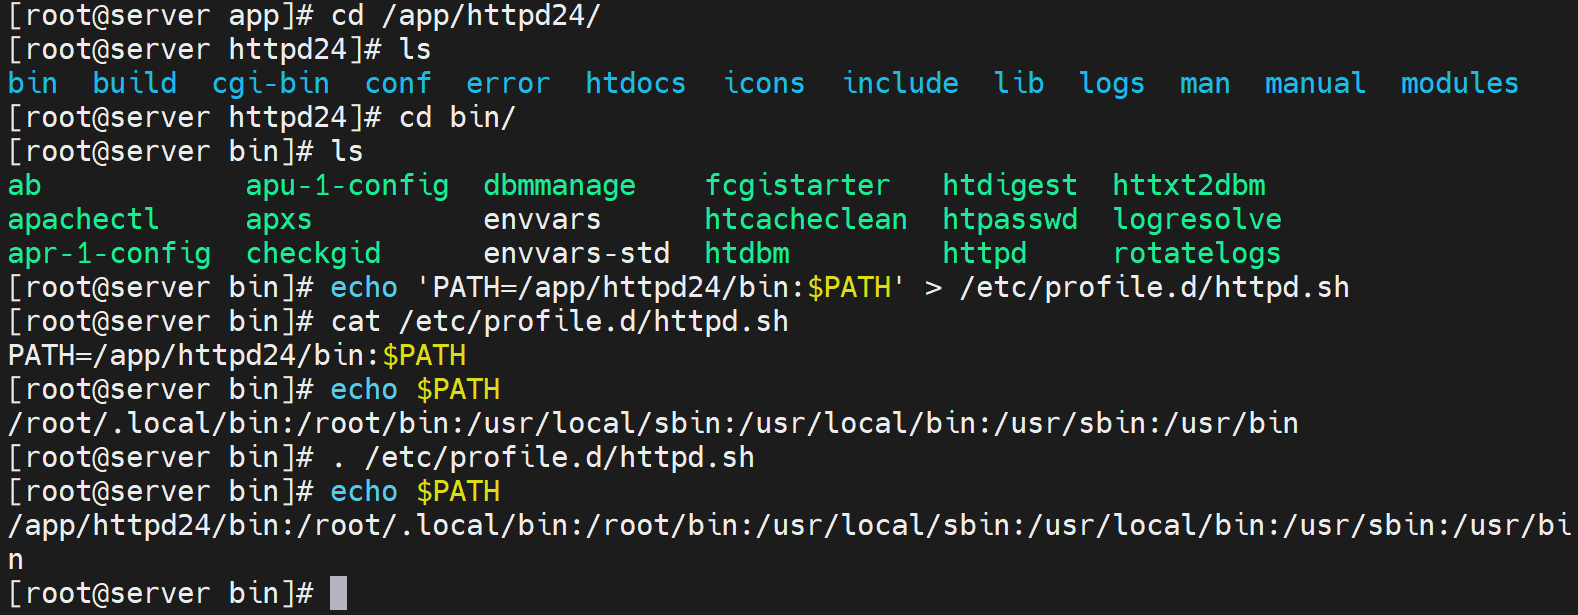 [root@server app]# cd /app/httpd24/
[root@server httpd24]# ls
bin  build  cgi-bin  conf  error  htdocs  icons  include  lib  logs  man  manual  modules
[root@server httpd24]# cd bin/
[root@server bin]# ls
ab            apu-1-config  dbmmanage    fcgistarter   htdigest  httxt2dbm
apachectl     apxs          envvars      htcacheclean  htpasswd  logresolve
apr-1-config  checkgid      envvars-std  htdbm         httpd     rotatelogs
[root@server bin]# echo 'PATH=/app/httpd24/bin:$PATH' > /etc/profile.d/httpd.sh
[root@server bin]# cat /etc/profile.d/httpd.sh
PATH=/app/httpd24/bin:$PATH
[root@server bin]# echo $PATH
/root/.local/bin:/root/bin:/usr/local/sbin:/usr/local/bin:/usr/sbin:/usr/bin
[root@server bin]# . /etc/profile.d/httpd.sh
[root@server bin]# echo $PATH
/app/httpd24/bin:/root/.local/bin:/root/bin:/usr/local/sbin:/usr/local/bin:/usr/sbin:/usr/bi
n
[root@server bin]#